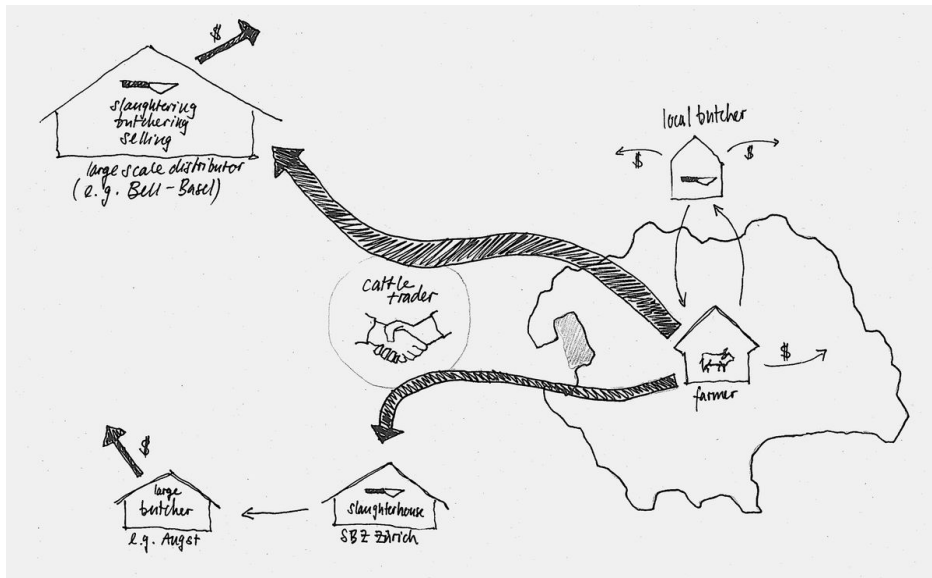 $
slaughtering
butchering
selling
large scale distributor
(e.g. Bell-Basel)
local butcher
$
$
cattle
trader
$
farmer
$
large
butcher
e.g. Angst
slaughterhouse
SBZ Zürich